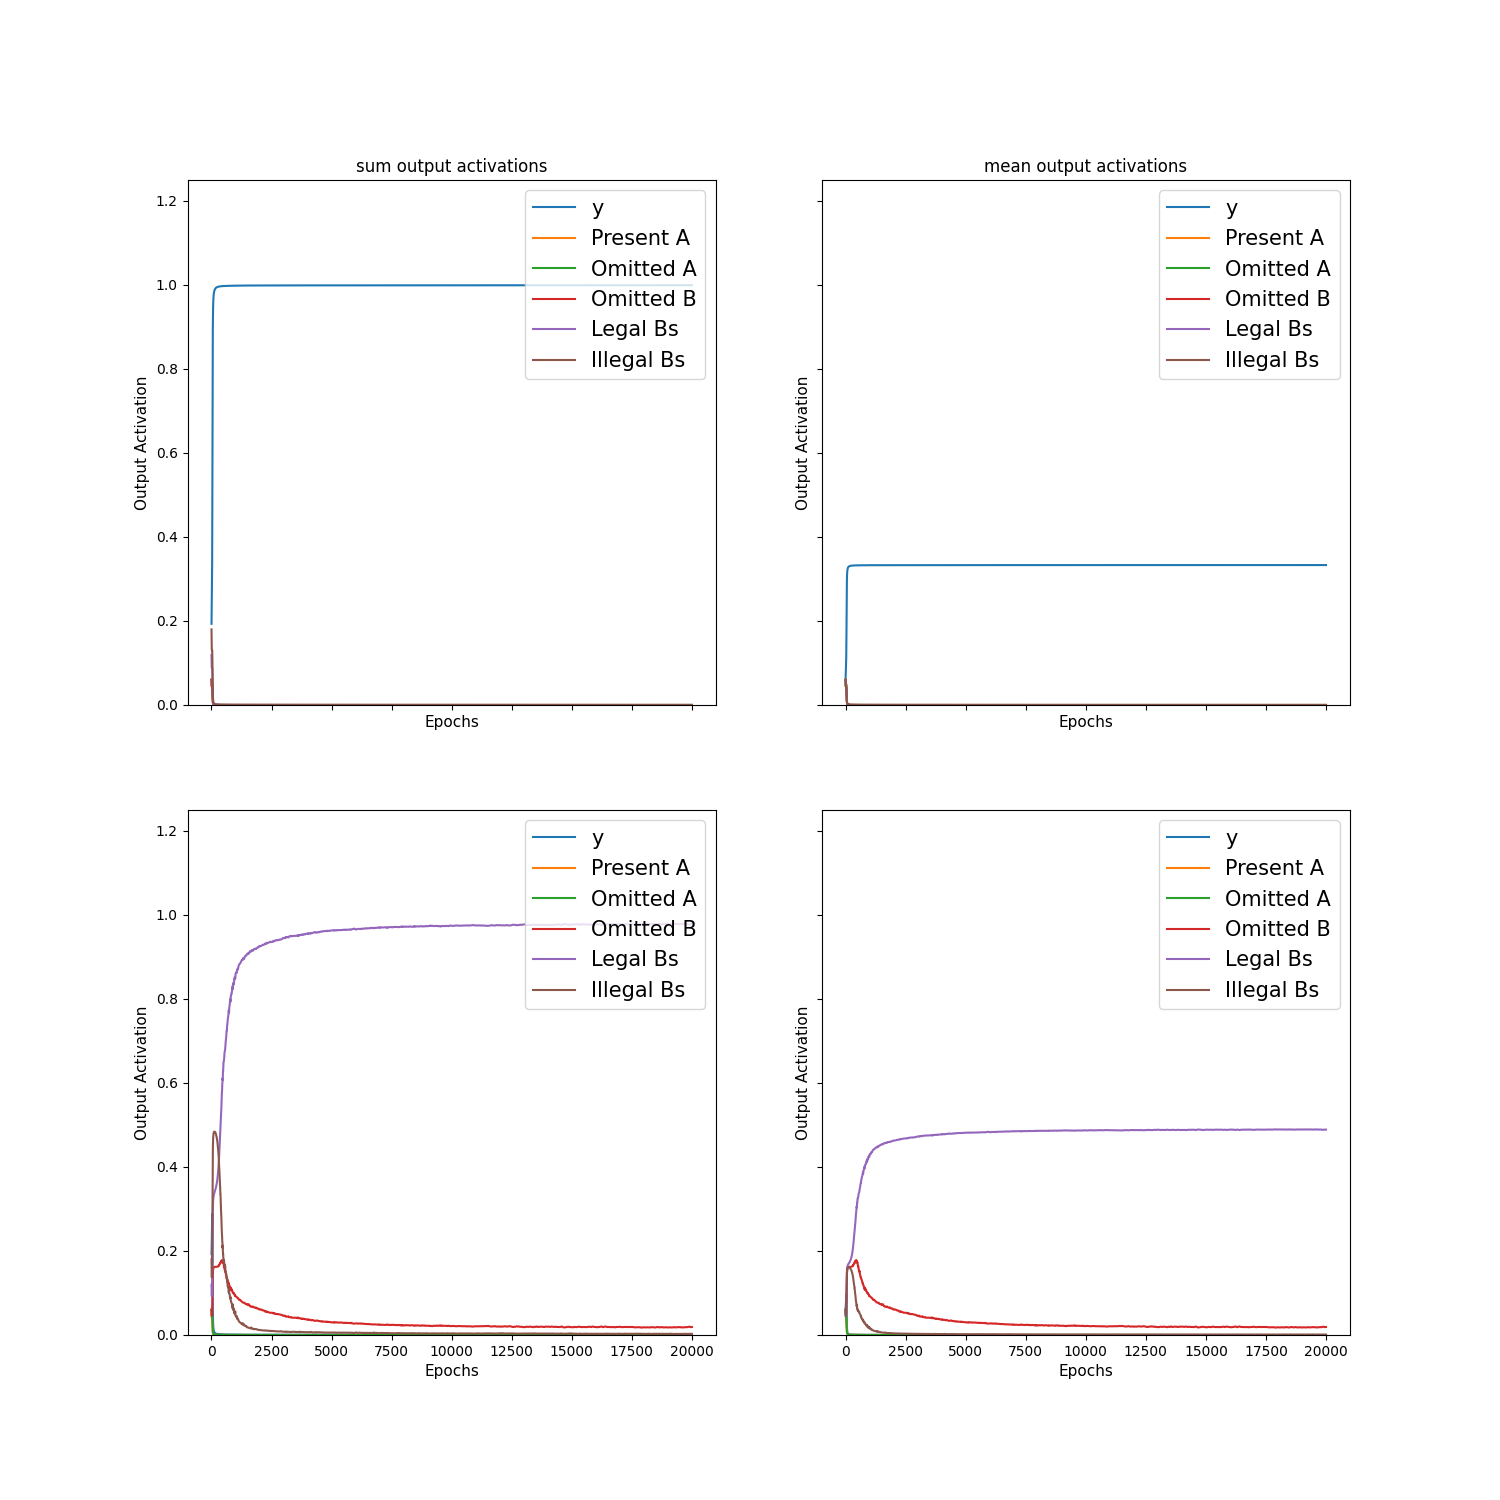 sum output activations
mean output activations
1.2
1.0
0.8
0.6
0.4
0.2
0.0
Output Activation
y
Present A
Omitted A
Omitted B
Legal Bs
Illegal Bs
Epochs
Output Activation
y
Present A
Omitted A
Omitted B
Legal Bs
Illegal Bs
Epochs
1.2
1.0
0.8
0.6
0.4
0.2
0.0
Output Activation
y
Present A
Omitted A
Omitted B
Legal Bs
Illegal Bs
0 2500 5000 7500 10000 12500 15000 17500 20000
Epochs
Output Activation
y
Present A
Omitted A
Omitted B
Legal Bs
Illegal Bs
0 2500 5000 7500 10000 12500 15000 17500 20000
Epochs